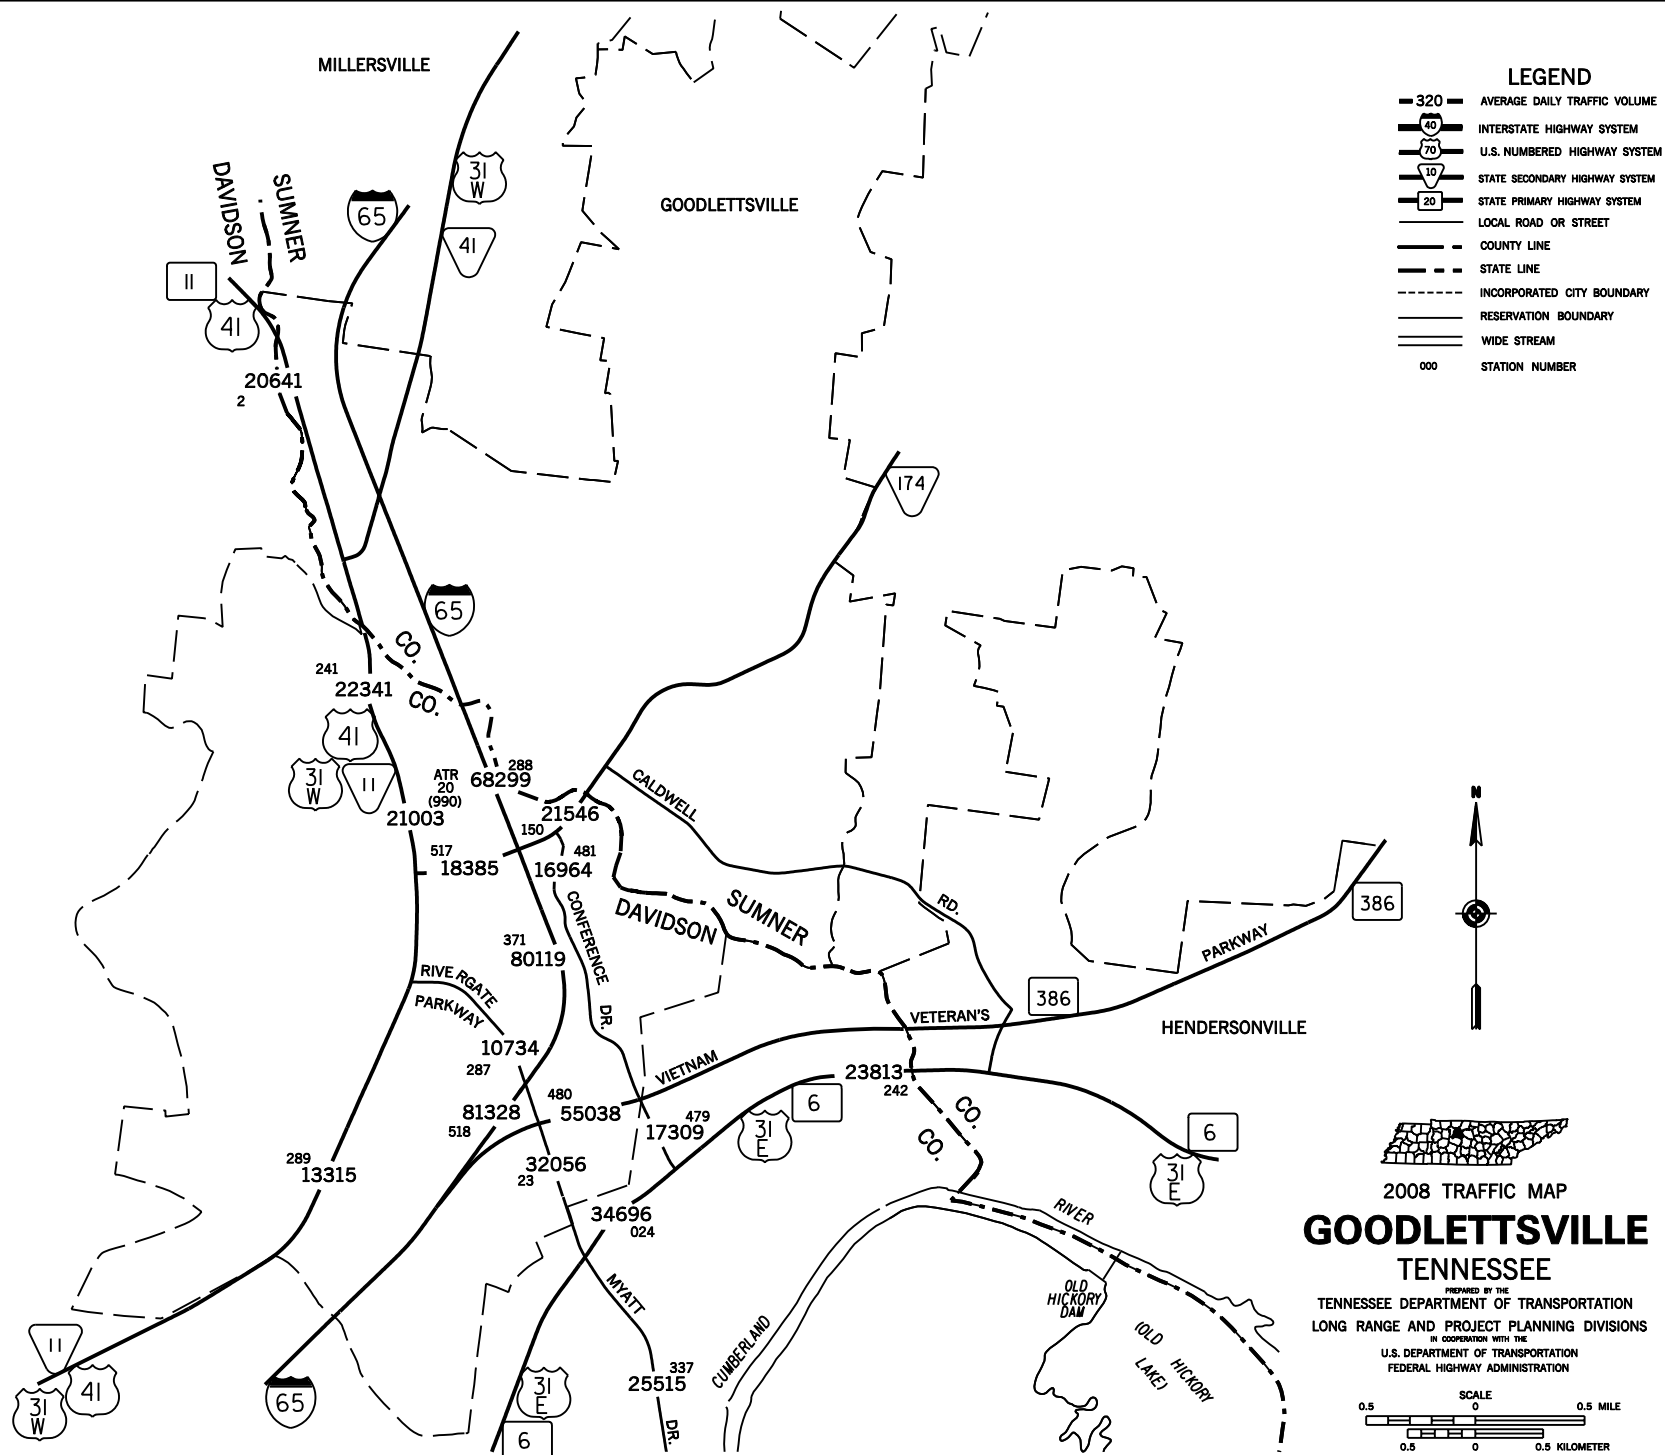 MILLERSVILLE
GOODLETTSVILLE
DAVIDSON
SUMNER
31
W
65
41
11
41
20641
2
174
65
CO.
CO.
241
22341
41
31
W
11
ATR
20
(990)
288
68299
21003
21546
150
CALDWELL
517
18385
481
16964
CONFERENCE
DR.
DAVIDSON
SUMNER
RD.
371
80119
RIVERGATE
PARKWAY
386
PARKWAY
386
VETERAN'S
HENDERSONVILLE
VIETNAM
10734
287
81328
518
480
55038
479
17309
23813
242
6
31
E
CO.
CO.
6
31
E
32056
23
289
13315
34696
024
MYATT
DR.
337
25515
RIVER
CUMBERLAND
OLD
HICKORY
DAM
(OLD HICKORY
LAKE)
11
41
31
W
65
31
E
6
LEGEND
320 AVERAGE DAILY TRAFFIC VOLUME
40 INTERSTATE HIGHWAY SYSTEM
70 U.S. NUMBERED HIGHWAY SYSTEM
10 STATE SECONDARY HIGHWAY SYSTEM
20 STATE PRIMARY HIGHWAY SYSTEM
LOCAL ROAD OR STREET
COUNTY LINE
STATE LINE
INCORPORATED CITY BOUNDARY
RESERVATION BOUNDARY
WIDE STREAM
000 STATION NUMBER
N
2008 TRAFFIC MAP
GOODLETTSVILLE
TENNESSEE
PREPARED BY THE
TENNESSEE DEPARTMENT OF TRANSPORTATION
LONG RANGE AND PROJECT PLANNING DIVISIONS
IN COOPERATION WITH THE
U.S. DEPARTMENT OF TRANSPORTATION
FEDERAL HIGHWAY ADMINISTRATION
SCALE
0.5 0 0.5 MILE
0.5 0 0.5 KILOMETER